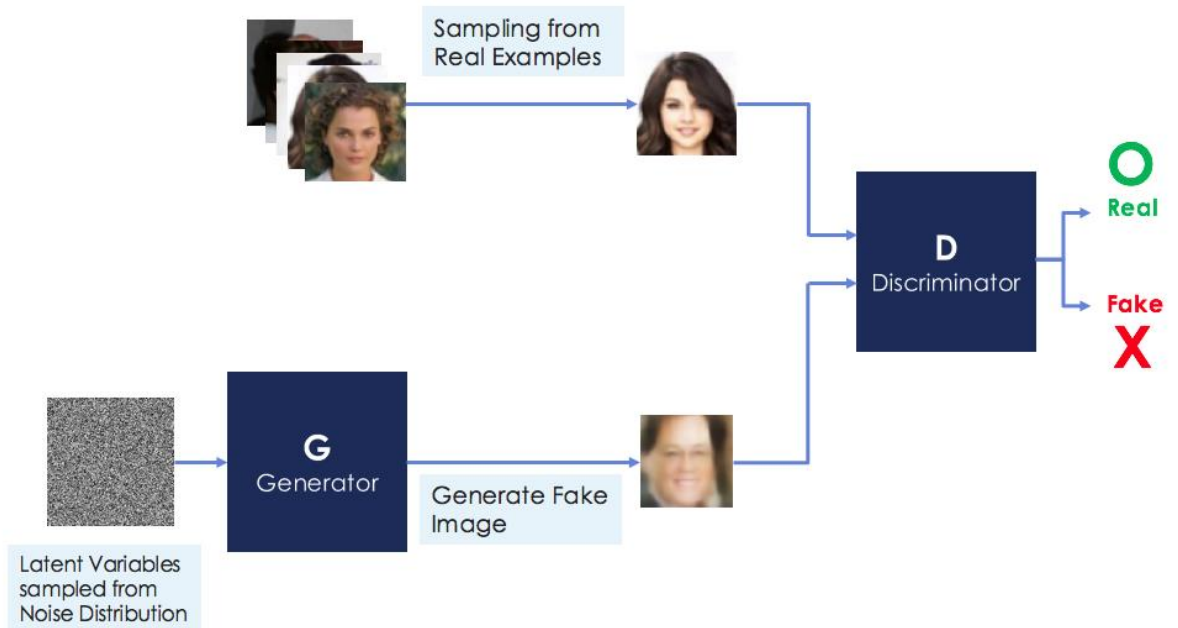 Sampling from
Real Examples
O
Real
D
Discriminator
Fake
X
G
Generator
Generate Fake
Image
Latent Variables
sampled from
Noise Distribution